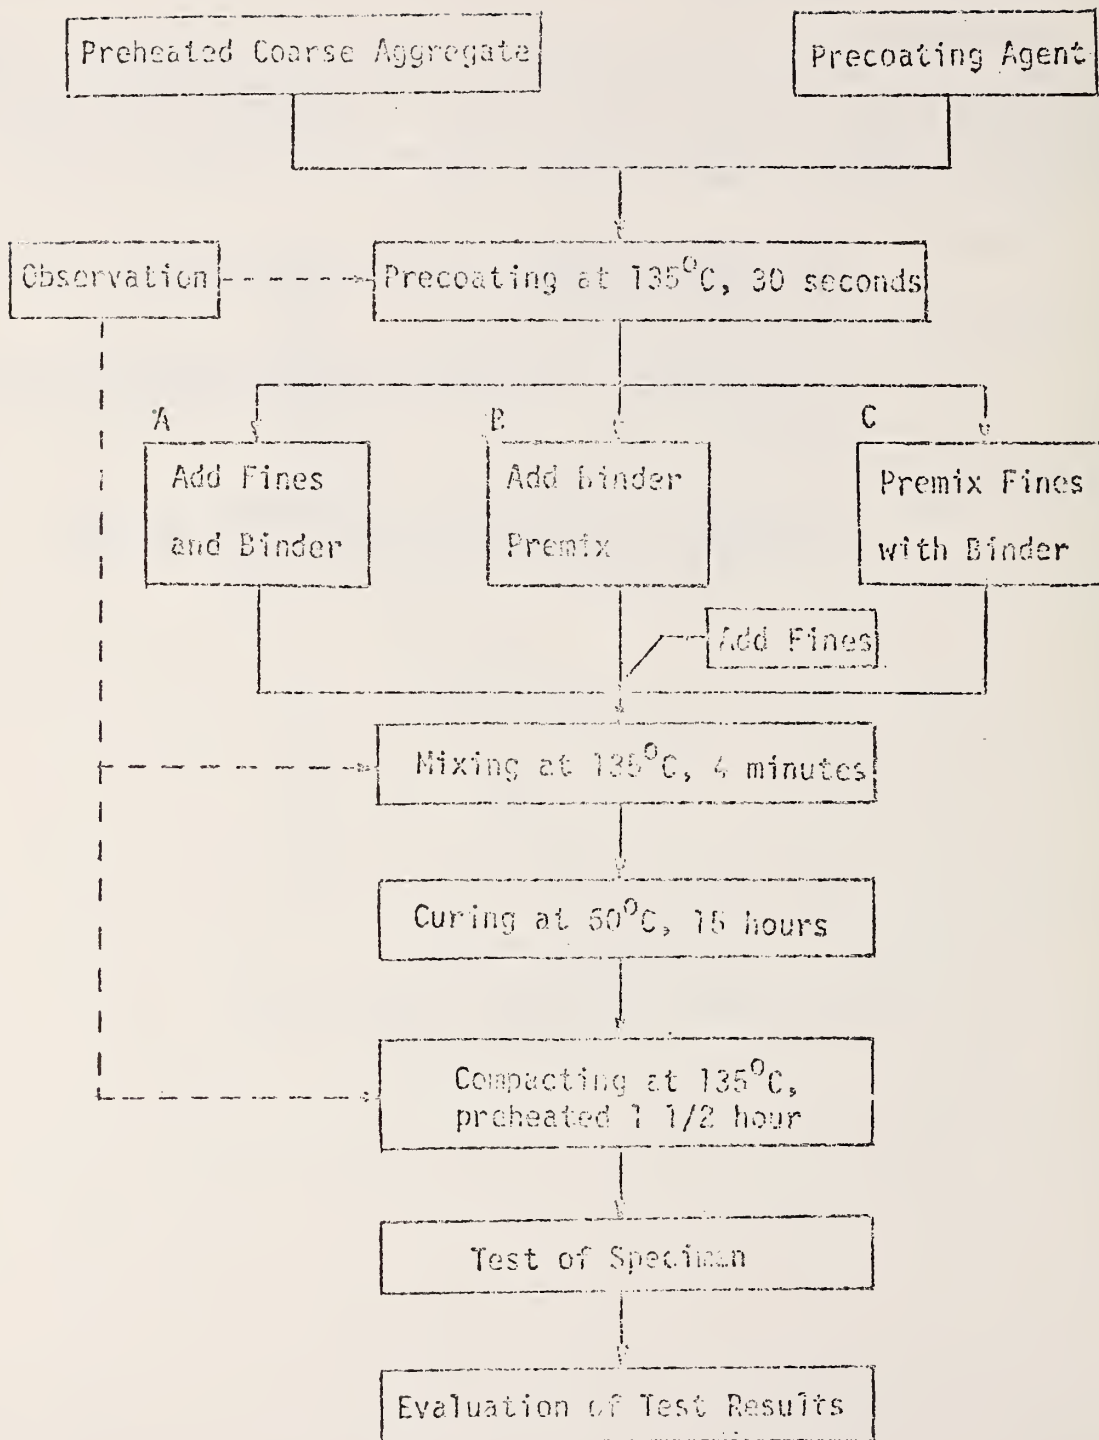 Preheated Coarse Aggregate
Precoating Agent
Observation
Precoating at 135°C, 30 seconds
A
B
C
Add Fines
and Binder
Add Binder
Premix
Premix Fines
with Binder
Add Fines
Mixing at 135°C, 4 minutes
Curing at 60°C, 15 hours
Compacting at 135°C,
preheated 1 1/2 hour
Test of Speciman
Evaluation of Test Results